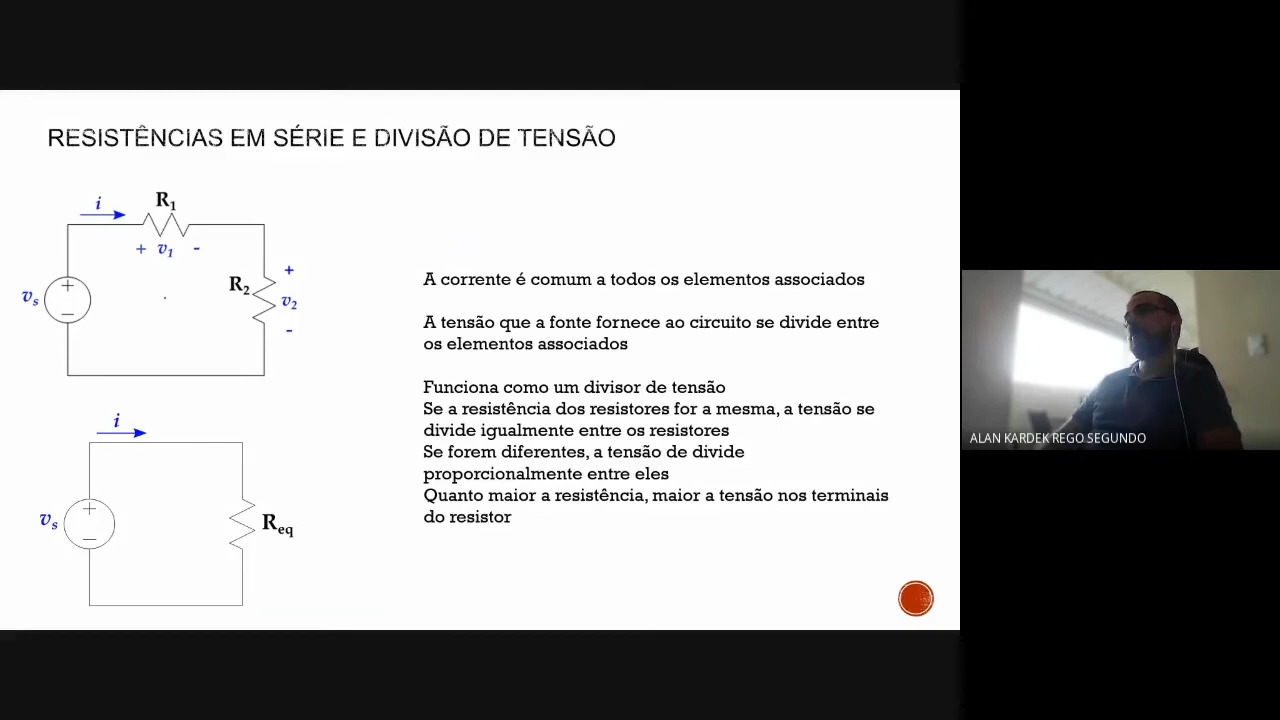 RESISTÊNCIAS EM SÉRIE E DIVISÃO DE TENSÃO
i
R1
+ v1 -
+
R2
v2
-
vs
+
−
A corrente é comum a todos os elementos associados
A tensão que a fonte fornece ao circuito se divide entre
os elementos associados
Funciona como um divisor de tensão
Se a resistência dos resistores for a mesma, a tensão se
divide igualmente entre os resistores
Se forem diferentes, a tensão de divide
proporcionalmente entre eles
Quanto maior a resistência, maior a tensão nos terminais
do resistor
i
vs
+
−
Req
ALAN KARDEK REGO SEGUNDO